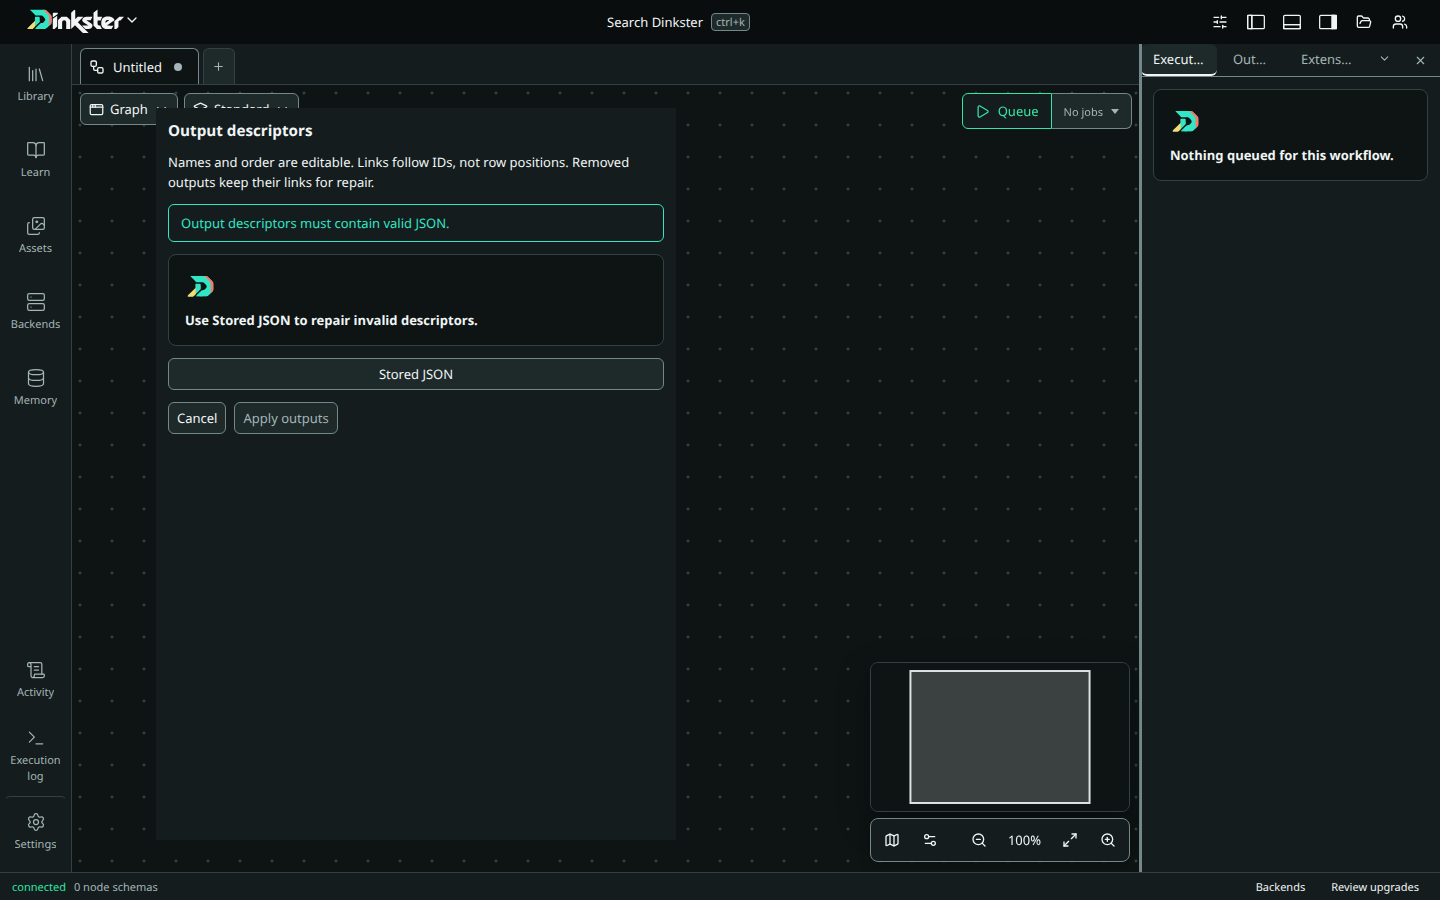 Dinkster
Search Dinkster ctrl+k
Untitled
Library
Learn
Assets
Backends
Memory
Activity
Execution
log
Settings
Graph
Standard
Queue
No jobs
Output descriptors
Names and order are editable. Links follow IDs, not row positions. Removed
outputs keep their links for repair.
Output descriptors must contain valid JSON.
Use Stored JSON to repair invalid descriptors.
Stored JSON
Cancel
Apply outputs
100%
Execut...
Out...
Extens...
Nothing queued for this workflow.
connected
0 node schemas
Backends
Review upgrades